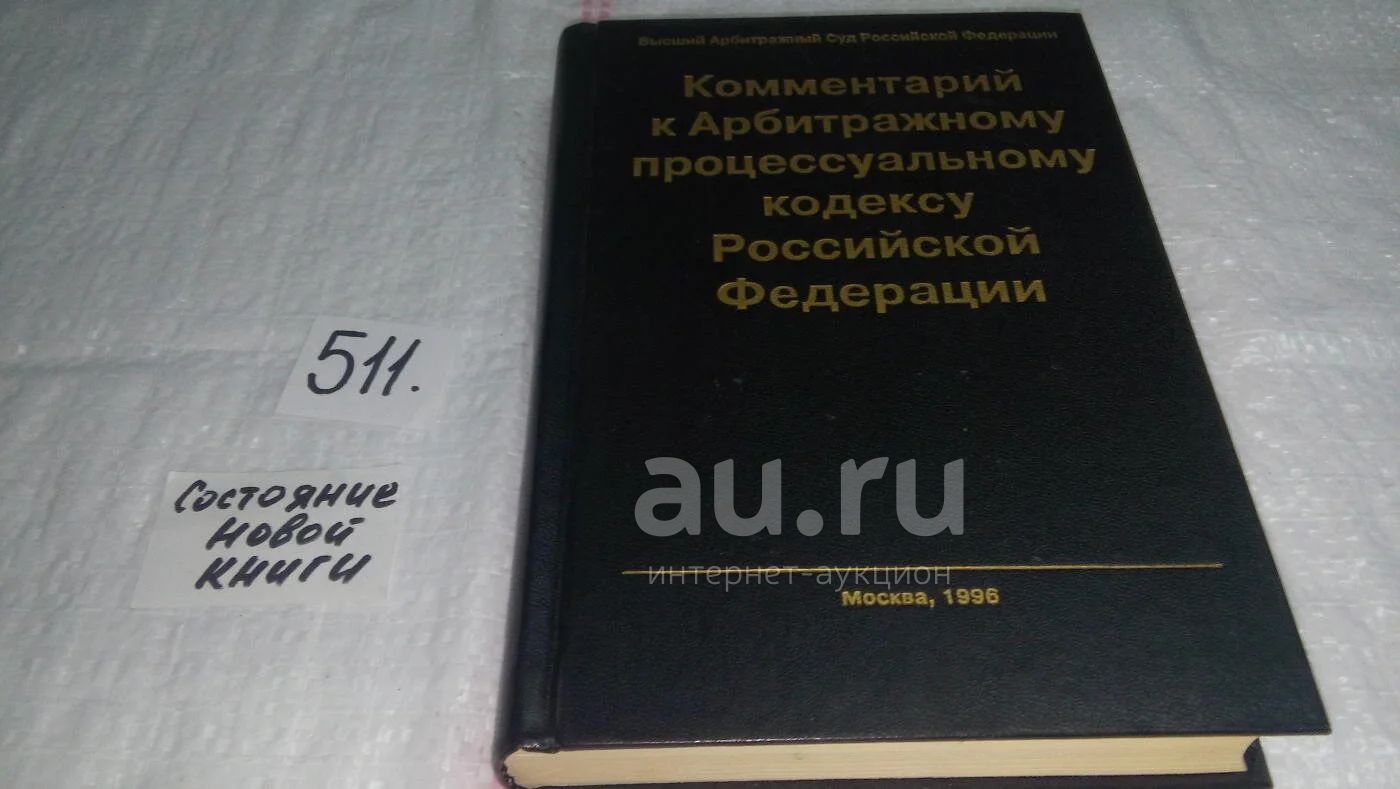 Высший Арбитражный Суд Российской Федерации
Комментарий
к Арбитражному
процессуальному
кодексу
Российской
Федерации
511.
Состояние
новой
книги
au.ru
интернет-аукцион
Москва, 1996